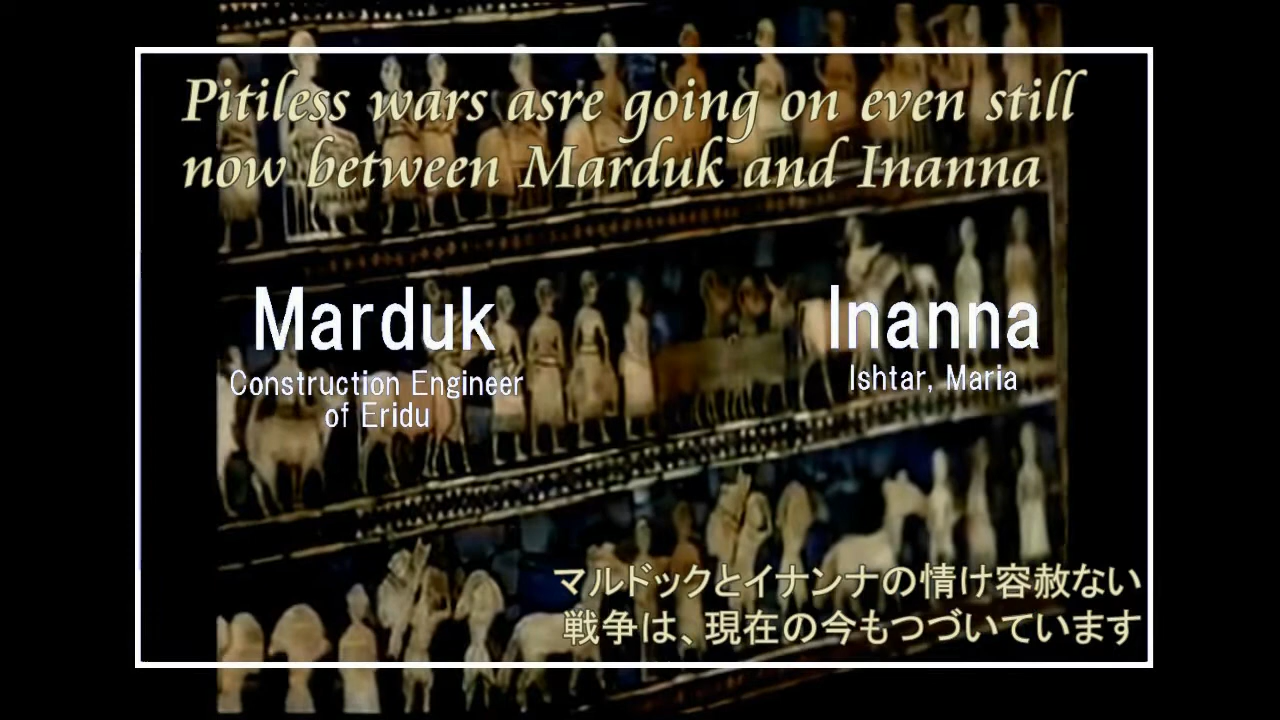 Pitiless wars asre going on even still
now between Marduk and Inanna
Marduk
Construction Engineer
of Eridu
Inanna
Ishtar, Maria
マルドックとイナンナの情け容赦ない
戦争は、現在の今もつづいています